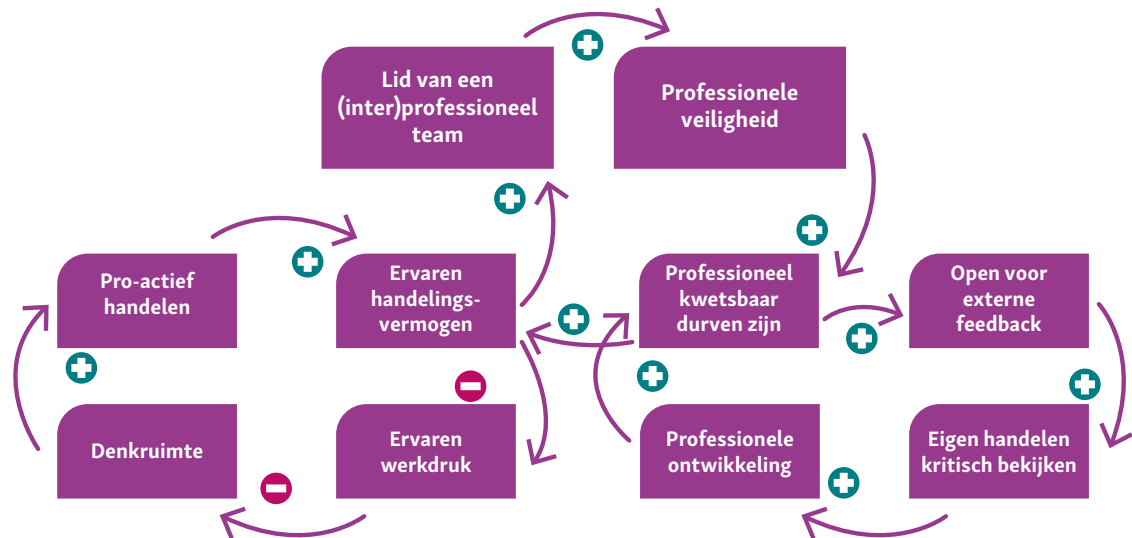 Lid van een
(inter)professioneel
team
Professionele
veiligheid
Pro-actief
handelen
Ervaren
handelings-
vermogen
Professioneel
kwetsbaar
durven zijn
Open voor
externe
feedback
Denkruimte
Ervaren
werkdruk
Professionele
ontwikkeling
Eigen handelen
kritisch bekijken